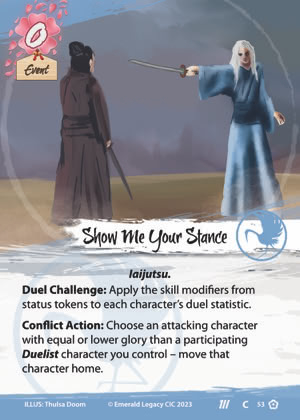 0
Event
Show Me Your Stance
Iaijutsu.
Duel Challenge: Apply the skill modifiers from
status tokens to each character's duel statistic.
Conflict Action: Choose an attacking character
with equal or lower glory than a participating
Duelist character you control – move that
character home.
ILLUS: Thulsa Doom © Emerald Legacy CIC 2023 C 53